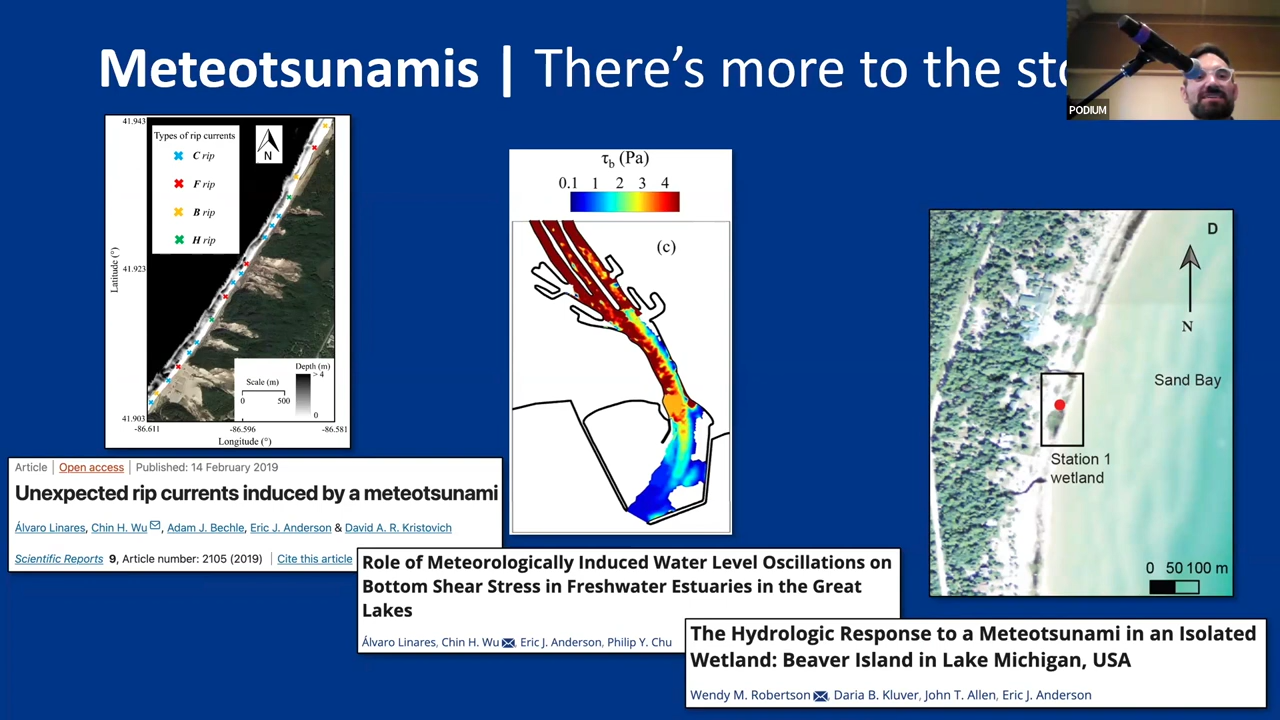 Meteotsunamis | There's more to the
PODIUM
41.943
Types of rip currents
C rip
F rip
B rip
H rip
N
Latitude (°)
41.923
Depth (m)
> 4
0
Scale (m)
0 500
41.903
-86.611 -86.596 -86.581
Longitude (°)
Article | Open access | Published: 14 February 2019
Unexpected rip currents induced by a meteotsunami
Álvaro Linares, Chin H. Wu, Adam J. Bechle, Eric J. Anderson & David A. R. Kristovich
Scientific Reports 9, Article number: 2105 (2019) | Cite this article
τb (Pa)
0.1 1 2 3 4
(c)
Role of Meteorologically Induced Water Level Oscillations on
Bottom Shear Stress in Freshwater Estuaries in the Great
Lakes
Álvaro Linares, Chin H. Wu, Eric J. Anderson, Philip Y. Chu
D
N
Sand Bay
Station 1
wetland
0 50 100 m
The Hydrologic Response to a Meteotsunami in an Isolated
Wetland: Beaver Island in Lake Michigan, USA
Wendy M. Robertson, Daria B. Kluver, John T. Allen, Eric J. Anderson